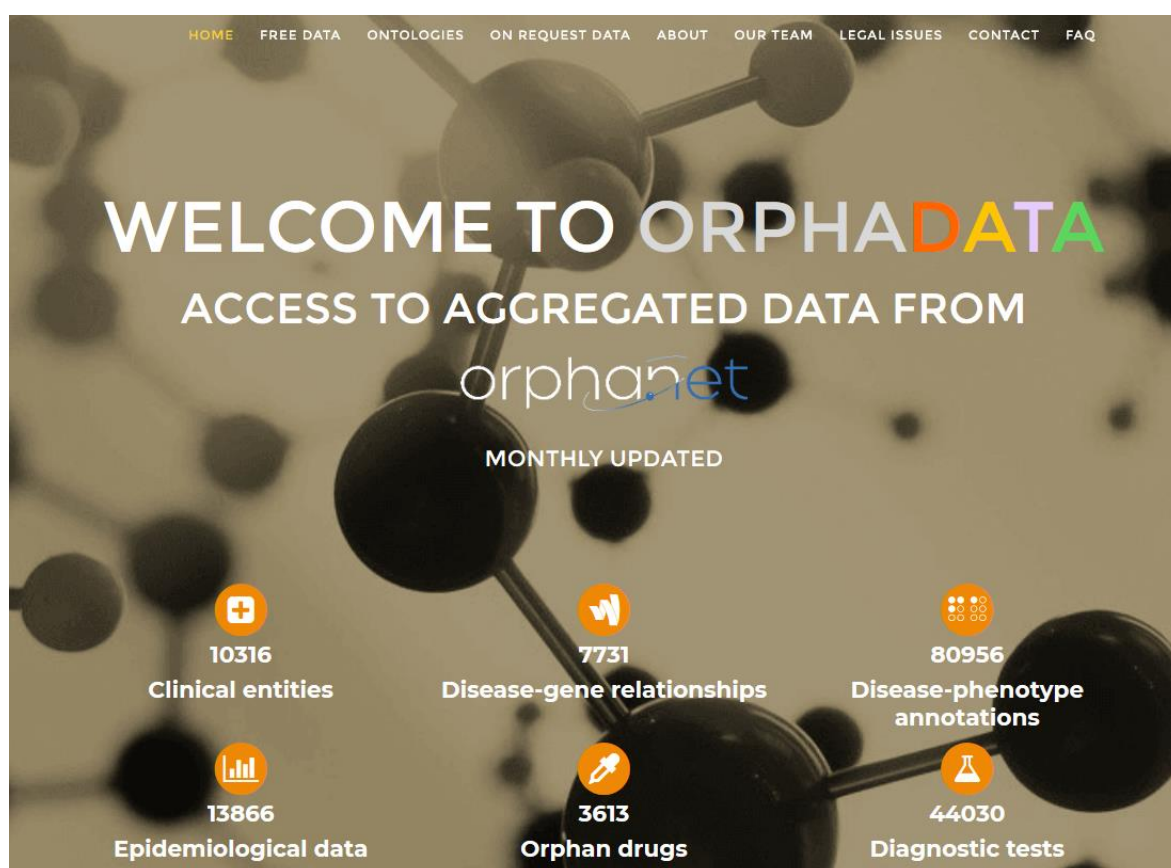 HOME FREE DATA ONTOLOGIES ON REQUEST DATA ABOUT OUR TEAM LEGAL ISSUES CONTACT FAQ
WELCOME TO ORPHADATA
ACCESS TO AGGREGATED DATA FROM
orphanet
MONTHLY UPDATED
10316
Clinical entities
7731
Disease-gene relationships
80956
Disease-phenotype
annotations
13866
Epidemiological data
3613
Orphan drugs
44030
Diagnostic tests